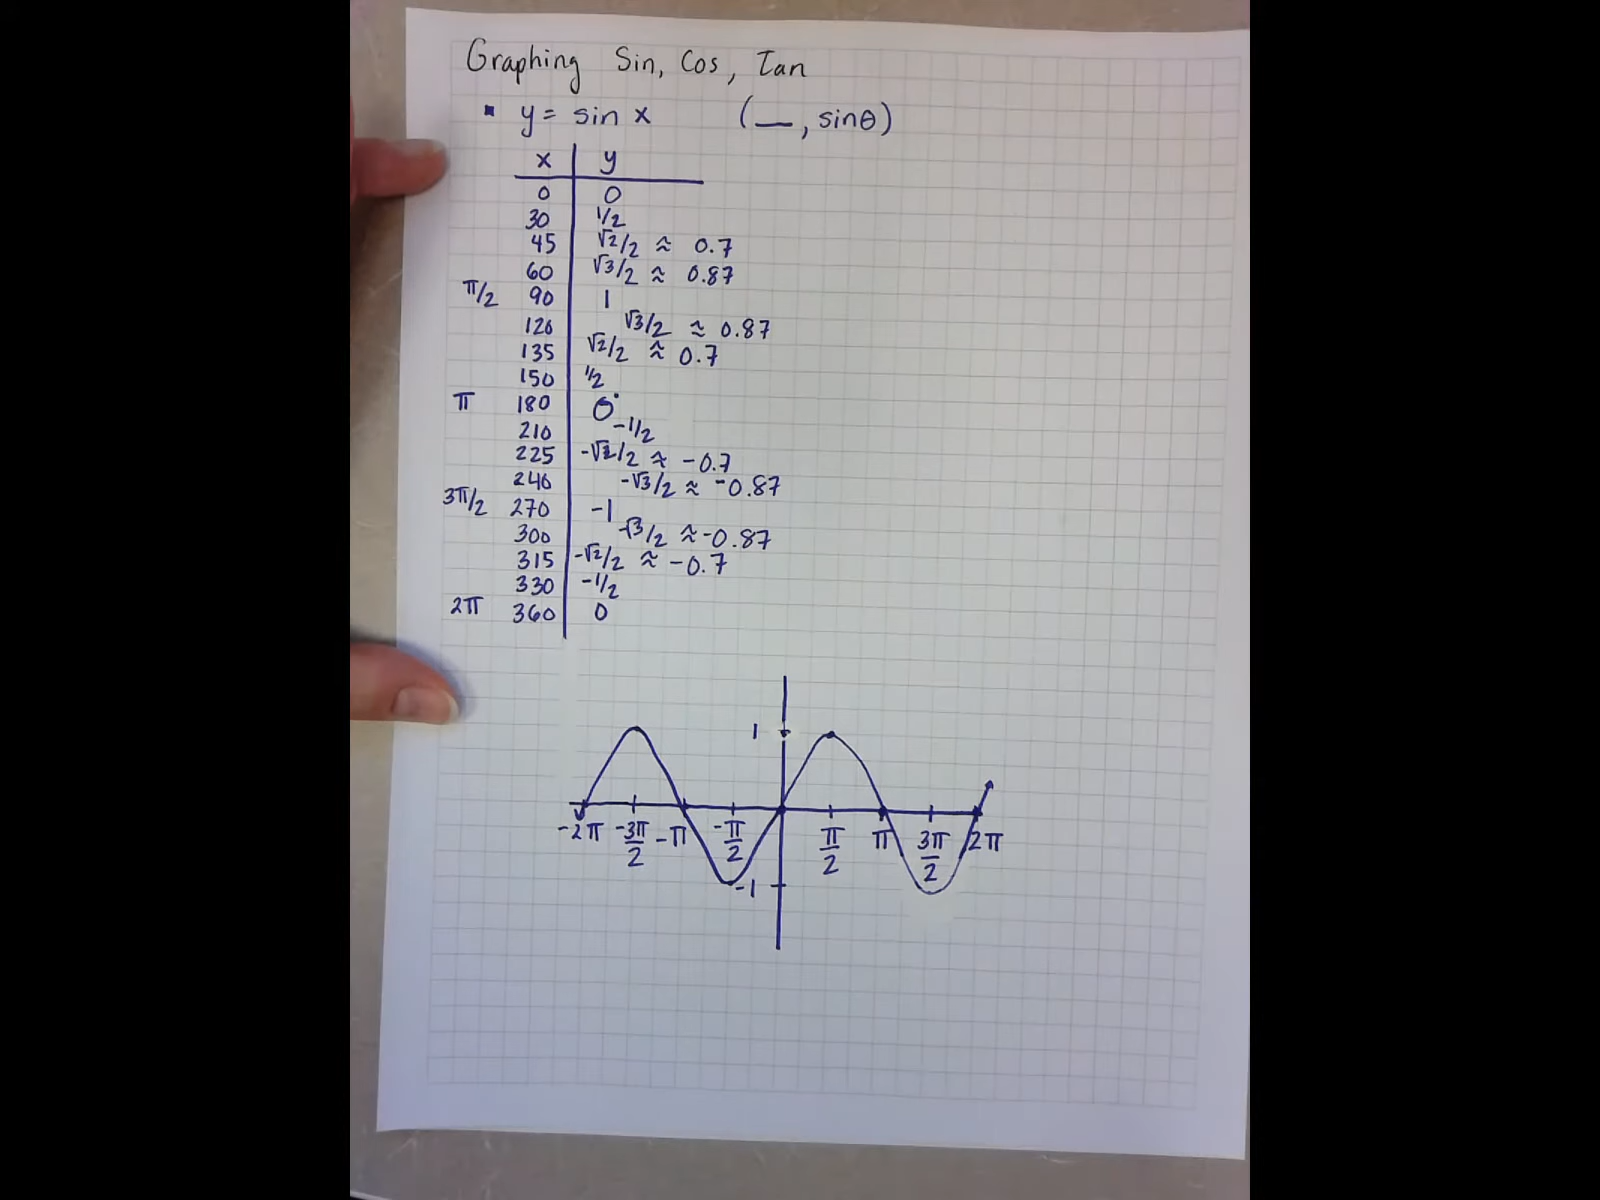 Graphing Sin, Cos, Tan
▪ y = sin x (__, sinθ)
x y
0 0
30 1/2
45 √2/2 ≈ 0.7
60 √3/2 ≈ 0.87
π/2 90 1
120 √3/2 ≈ 0.87
135 √2/2 ≈ 0.7
150 1/2
π 180 0
210 -1/2
225 -√2/2 ≈ -0.7
240 -√3/2 ≈ -0.87
3π/2 270 -1
300 -√3/2 ≈ -0.87
315 -√2/2 ≈ -0.7
330 -1/2
2π 360 0
1
-2π -3π/2 -π -π/2 π/2 π 3π/2 2π
-1